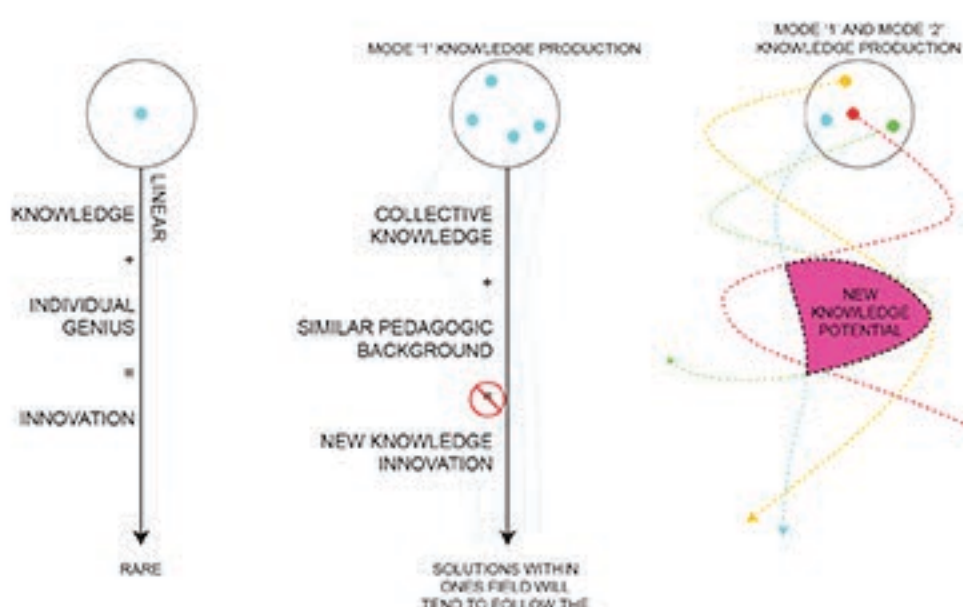 LINEAR
KNOWLEDGE
+
INDIVIDUAL
GENIUS
=
INNOVATION
RARE
MODE '1' KNOWLEDGE PRODUCTION
COLLECTIVE
KNOWLEDGE
+
SIMILAR PEDAGOGIC
BACKGROUND
=
NEW KNOWLEDGE
INNOVATION
SOLUTIONS WITHIN
ONES FIELD WILL
TEND TO FOLLOW THE
MODE '1' AND MODE '2'
KNOWLEDGE PRODUCTION
NEW
KNOWLEDGE
POTENTIAL